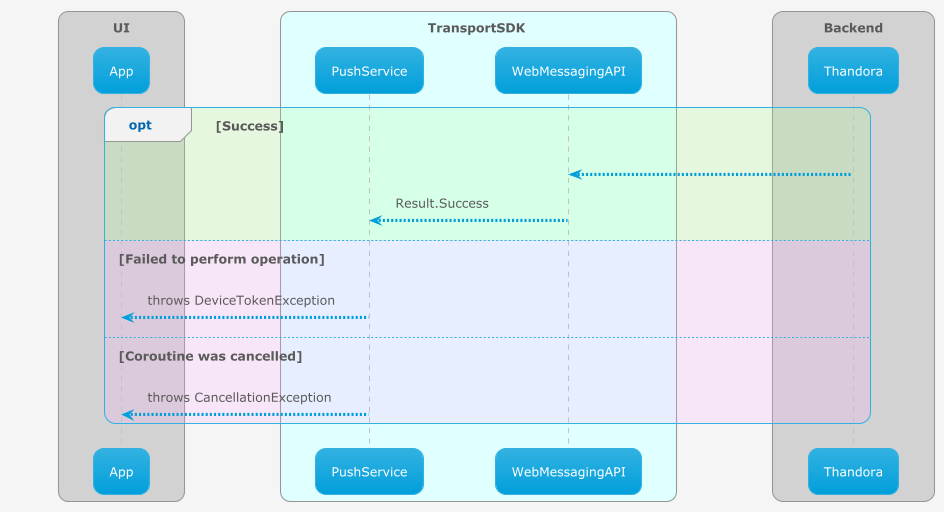 UI
TransportSDK
Backend
App
PushService
WebMessagingAPI
Thandora
opt
[Success]
Result.Success
[Failed to perform operation]
throws DeviceTokenException
[Coroutine was cancelled]
throws CancellationException
App
PushService
WebMessagingAPI
Thandora